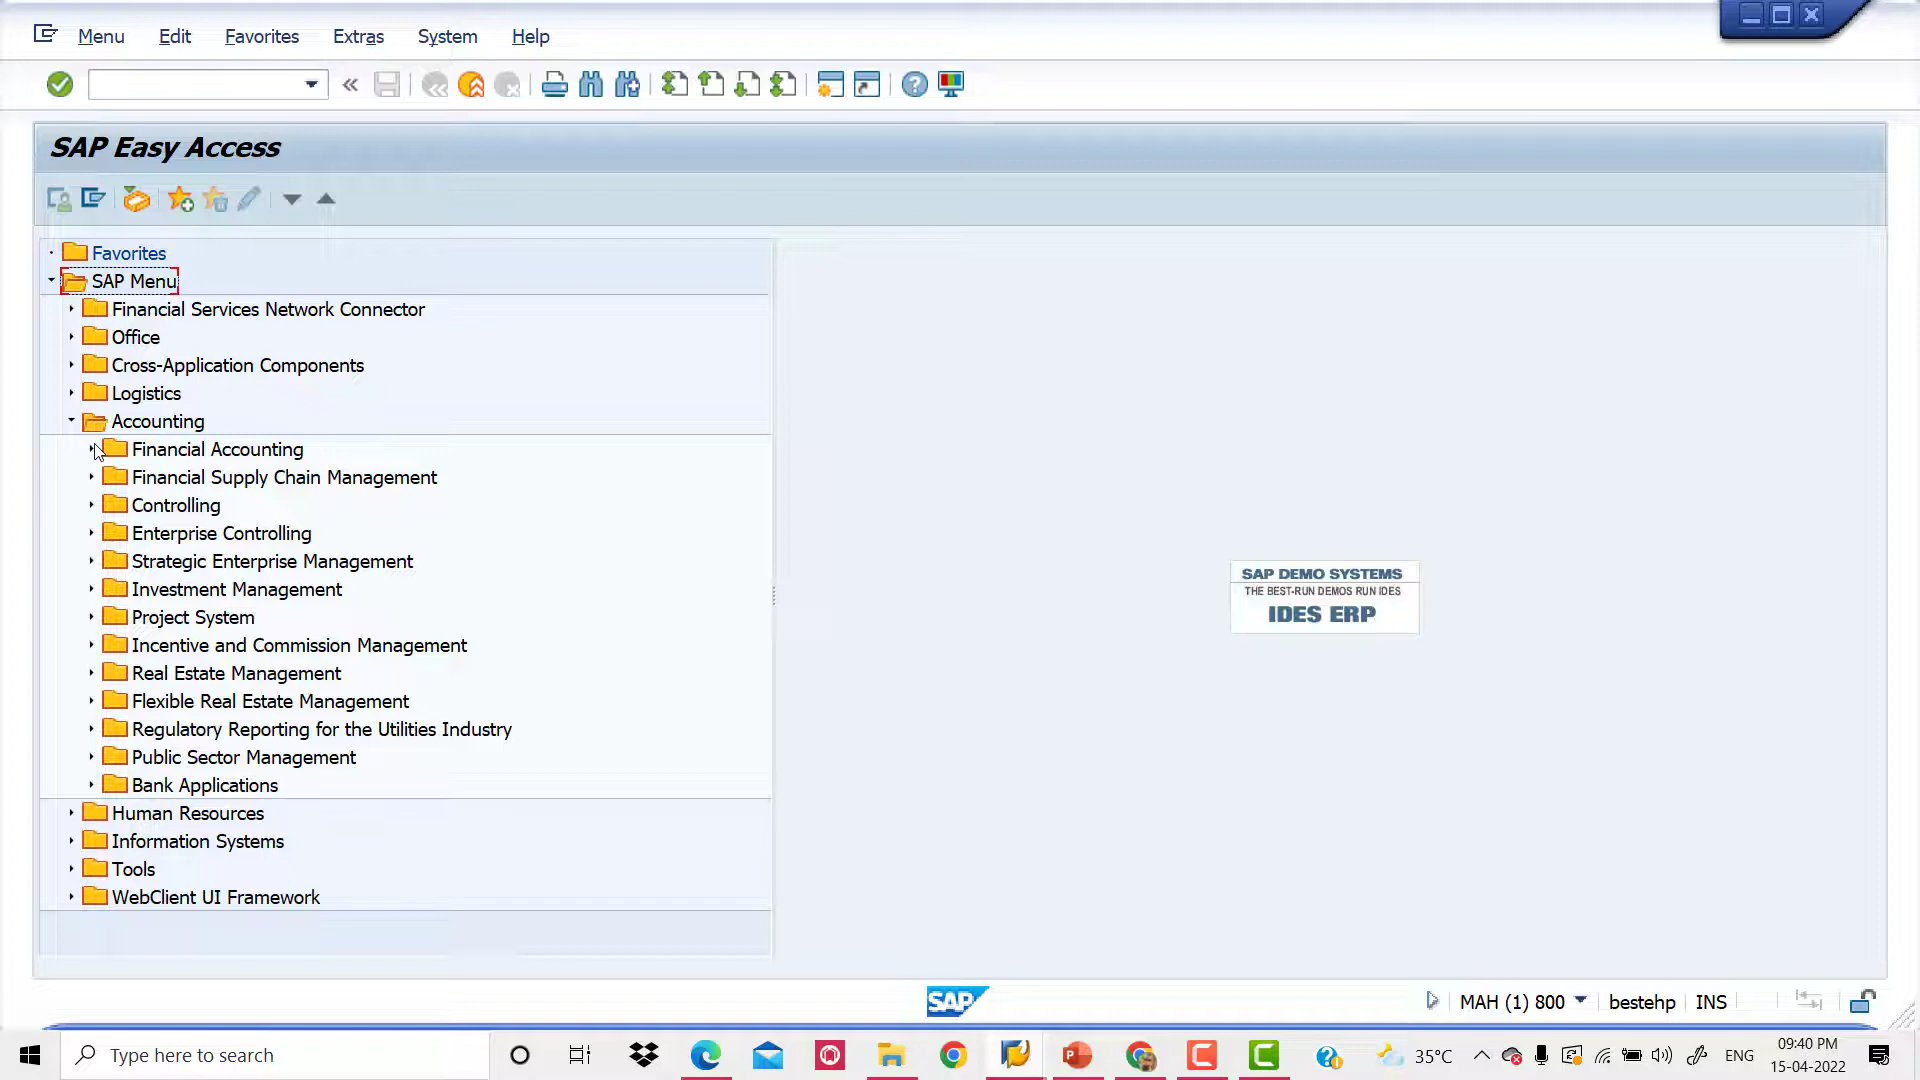 Menu Edit Favorites Extras System Help
SAP Easy Access
Favorites
SAP Menu
Financial Services Network Connector
Office
Cross-Application Components
Logistics
Accounting
Financial Accounting
Financial Supply Chain Management
Controlling
Enterprise Controlling
Strategic Enterprise Management
Investment Management
Project System
Incentive and Commission Management
Real Estate Management
Flexible Real Estate Management
Regulatory Reporting for the Utilities Industry
Public Sector Management
Bank Applications
Human Resources
Information Systems
Tools
WebClient UI Framework
SAP DEMO SYSTEMS
THE BEST-RUN DEMOS RUN IDES
IDES ERP
SAP
MAH (1) 800 bestehp INS
Type here to search
35°C
ENG
09:40 PM
15-04-2022